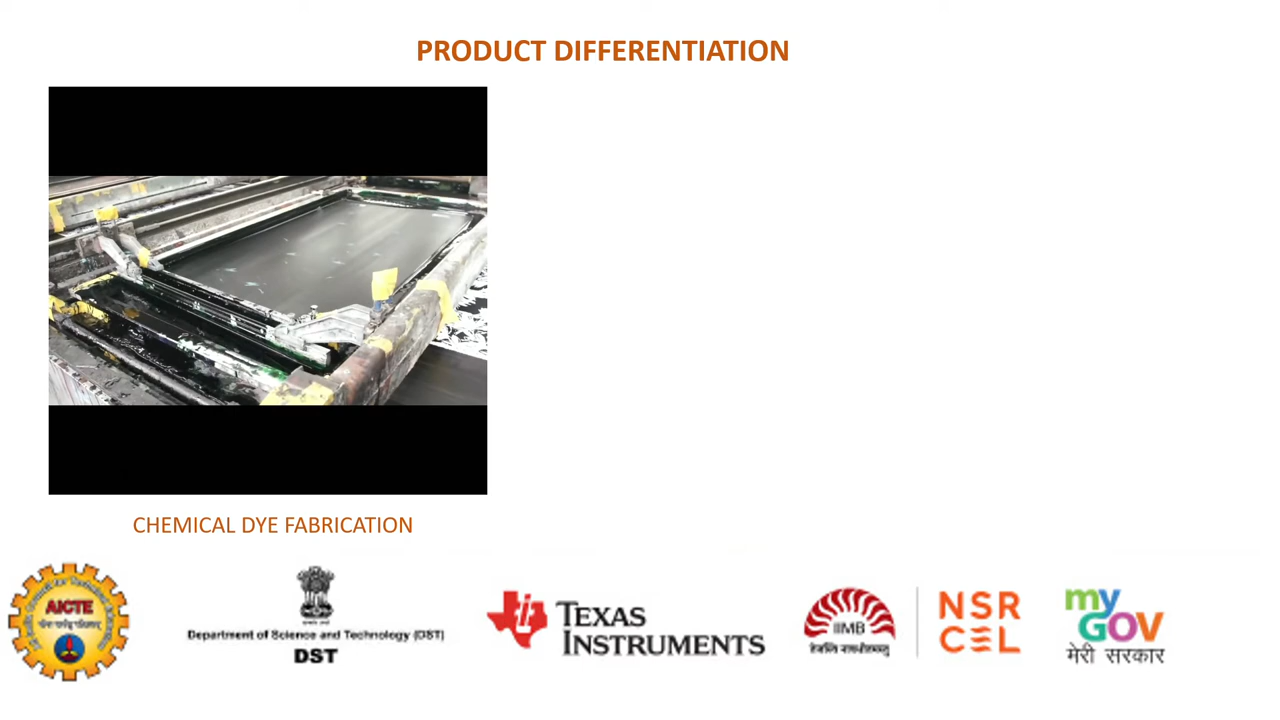 PRODUCT DIFFERENTIATION
CHEMICAL DYE FABRICATION
AICTE
Department of Science and Technology (DST)
DST
TEXAS
INSTRUMENTS
IIMB
NSR
CEL
my
GOV
मेरी सरकार